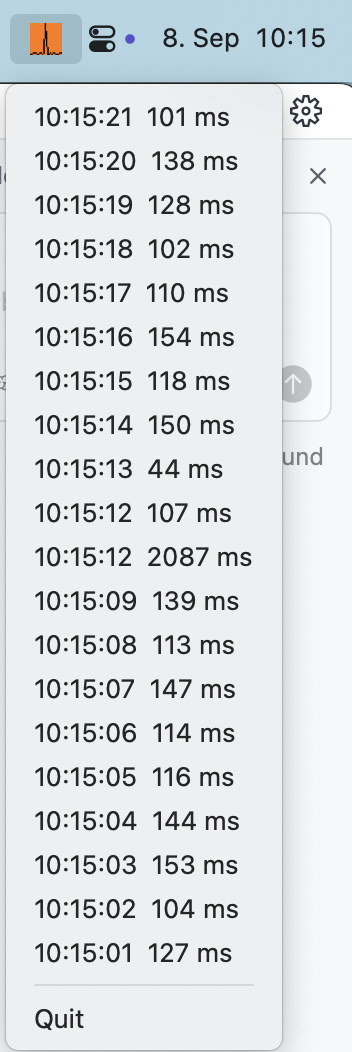 8. Sep 10:15
10:15:21 101 ms
10:15:20 138 ms
10:15:19 128 ms
10:15:18 102 ms
10:15:17 110 ms
10:15:16 154 ms
10:15:15 118 ms
10:15:14 150 ms
10:15:13 44 ms
und
10:15:12 107 ms
10:15:12 2087 ms
10:15:09 139 ms
10:15:08 113 ms
10:15:07 147 ms
10:15:06 114 ms
10:15:05 116 ms
10:15:04 144 ms
10:15:03 153 ms
10:15:02 104 ms
10:15:01 127 ms
Quit